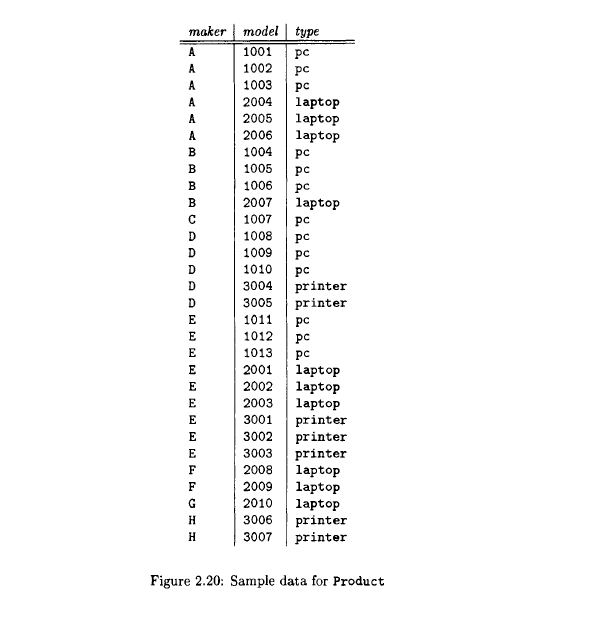 maker model type
A 1001 pc
A 1002 pc
A 1003 pc
A 2004 laptop
A 2005 laptop
A 2006 laptop
B 1004 pc
B 1005 pc
B 1006 pc
B 2007 laptop
C 1007 pc
D 1008 pc
D 1009 pc
D 1010 pc
D 3004 printer
D 3005 printer
E 1011 pc
E 1012 pc
E 1013 pc
E 2001 laptop
E 2002 laptop
E 2003 laptop
E 3001 printer
E 3002 printer
E 3003 printer
F 2008 laptop
F 2009 laptop
G 2010 laptop
H 3006 printer
H 3007 printer
Figure 2.20: Sample data for Product